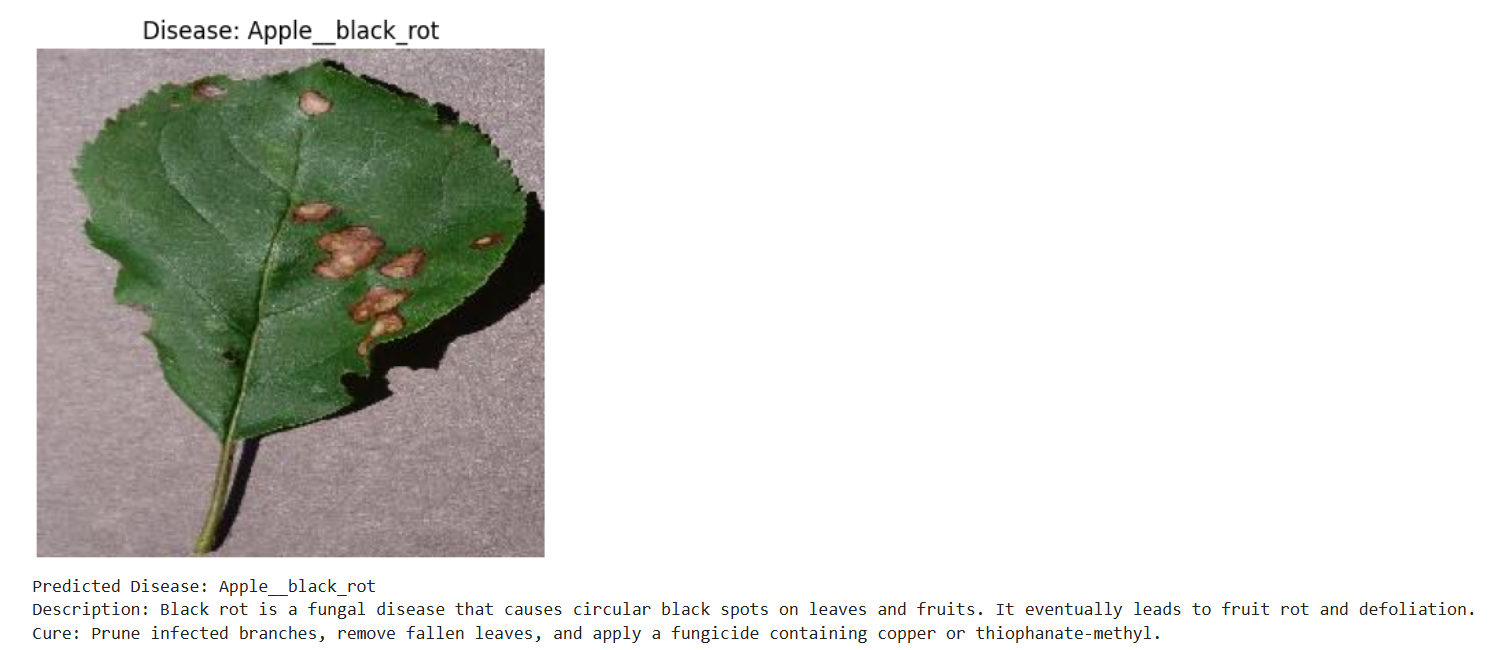 Disease: Apple__black_rot
Predicted Disease: Apple__black_rot
Description: Black rot is a fungal disease that causes circular black spots on leaves and fruits. It eventually leads to fruit rot and defoliation.
Cure: Prune infected branches, remove fallen leaves, and apply a fungicide containing copper or thiophanate-methyl.